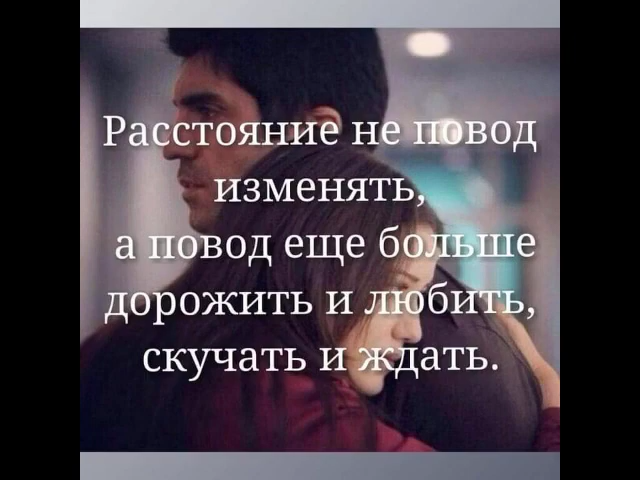 Расстояние не повод
изменять,
а повод еще больше
дорожить и любить,
скучать и ждать.